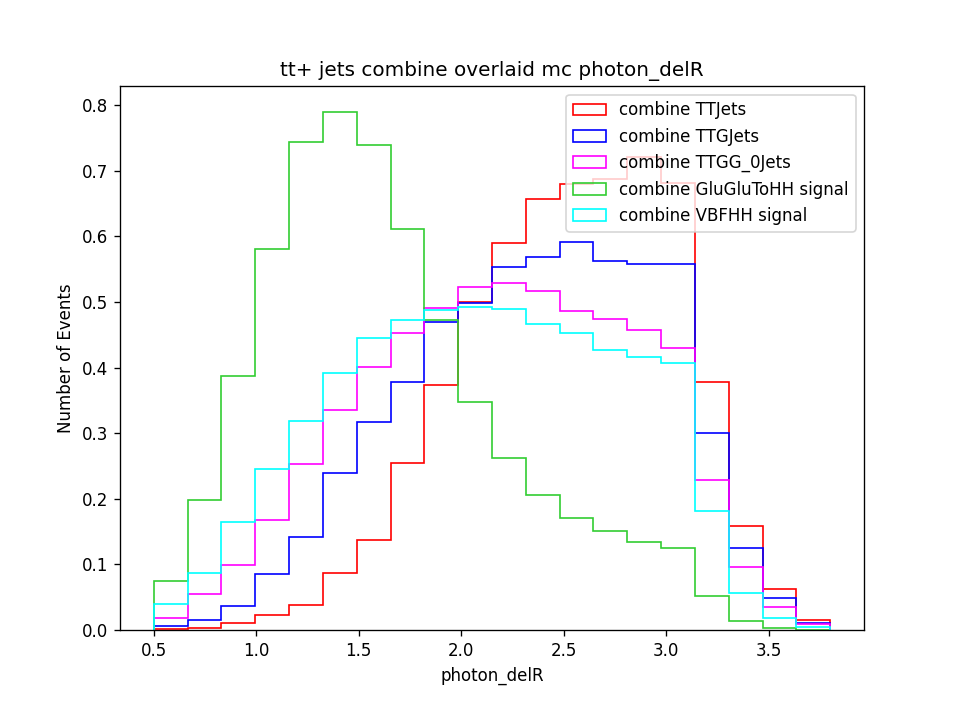 tt+ jets combine overlaid mc photon_delR
combine TTJets
combine TTGJets
combine TTGG_0Jets
combine GluGluToHH signal
combine VBFHH signal
Number of Events
0.8
0.7
0.6
0.5
0.4
0.3
0.2
0.1
0.0
0.5 1.0 1.5 2.0 2.5 3.0 3.5
photon_delR